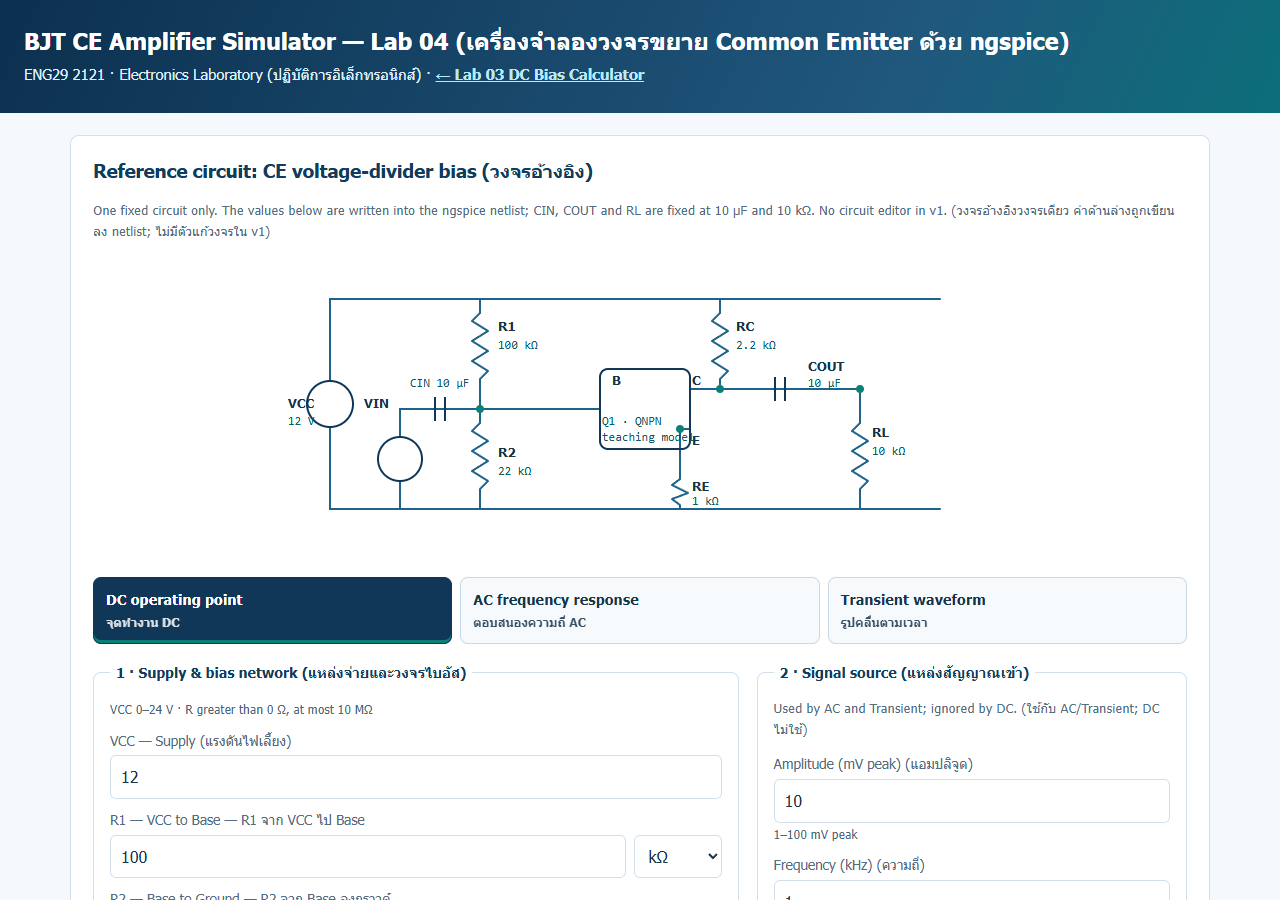 BJT CE Amplifier Simulator — Lab 04 (เครื่องจำลองวงจรขยาย Common Emitter ด้วย ngspice)
ENG29 2121 · Electronics Laboratory (ปฏิบัติการอิเล็กทรอนิกส์) · ← Lab 03 DC Bias Calculator
Reference circuit: CE voltage-divider bias (วงจรอ้างอิง)
One fixed circuit only. The values below are written into the ngspice netlist; CIN, COUT and RL are fixed at 10 µF and 10 kΩ. No circuit editor in v1. (วงจรอ้างอิงวงจรเดียว ค่าด้านล่างถูกเขียน
ลง netlist; ไม่มีตัวแก้วงจรใน v1)
R1
100 kΩ
RC
2.2 kΩ
COUT
10 µF
CIN 10 µF
B
C
VCC
12 V
VIN
Q1 · QNPN
teaching model
E
R2
22 kΩ
RL
10 kΩ
RE
1 kΩ
DC operating point
จุดทำงาน DC
AC frequency response
ตอบสนองความถี่ AC
Transient waveform
รูปคลื่นตามเวลา
1 · Supply & bias network (แหล่งจ่ายและวงจรไบอัส)
VCC 0–24 V · R greater than 0 Ω, at most 10 MΩ
VCC — Supply (แรงดันไฟเลี้ยง)
12
R1 — VCC to Base — R1 จาก VCC ไป Base
100
kΩ
R2 — Base to Ground — R2 จาก Base ลงกราวด์
2 · Signal source (แหล่งสัญญาณเข้า)
Used by AC and Transient; ignored by DC. (ใช้กับ AC/Transient; DC
ไม่ใช้)
Amplitude (mV peak) (แอมปลิจูด)
10
1–100 mV peak
Frequency (kHz) (ความถี่)
1